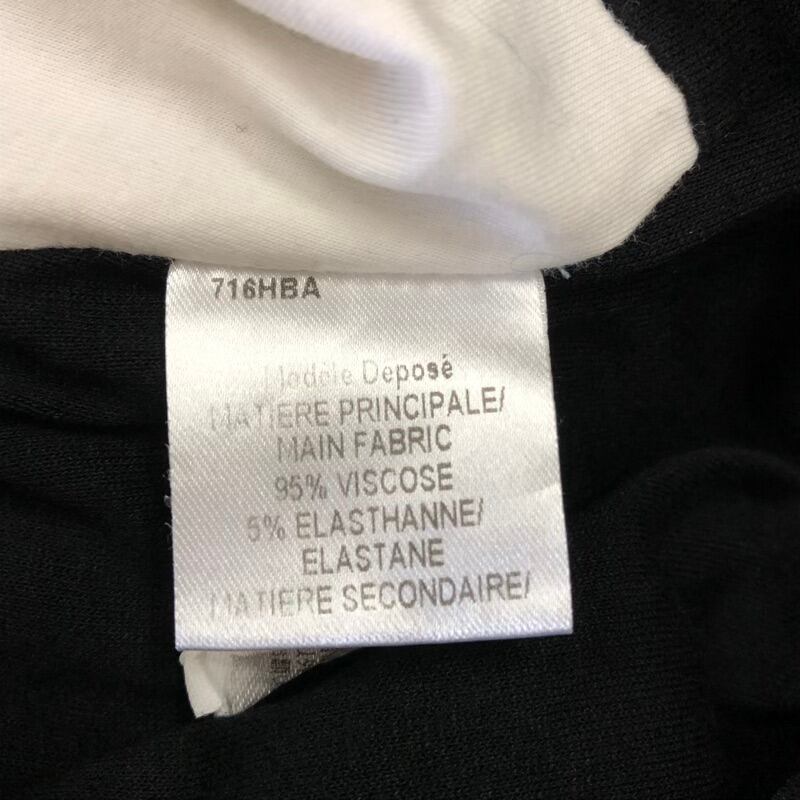 716HBA
Modèle Deposé
MATIERE PRINCIPALE/
MAIN FABRIC
95% VISCOSE
5% ELASTHANNE/
ELASTANE
MATIERE SECONDAIRE/